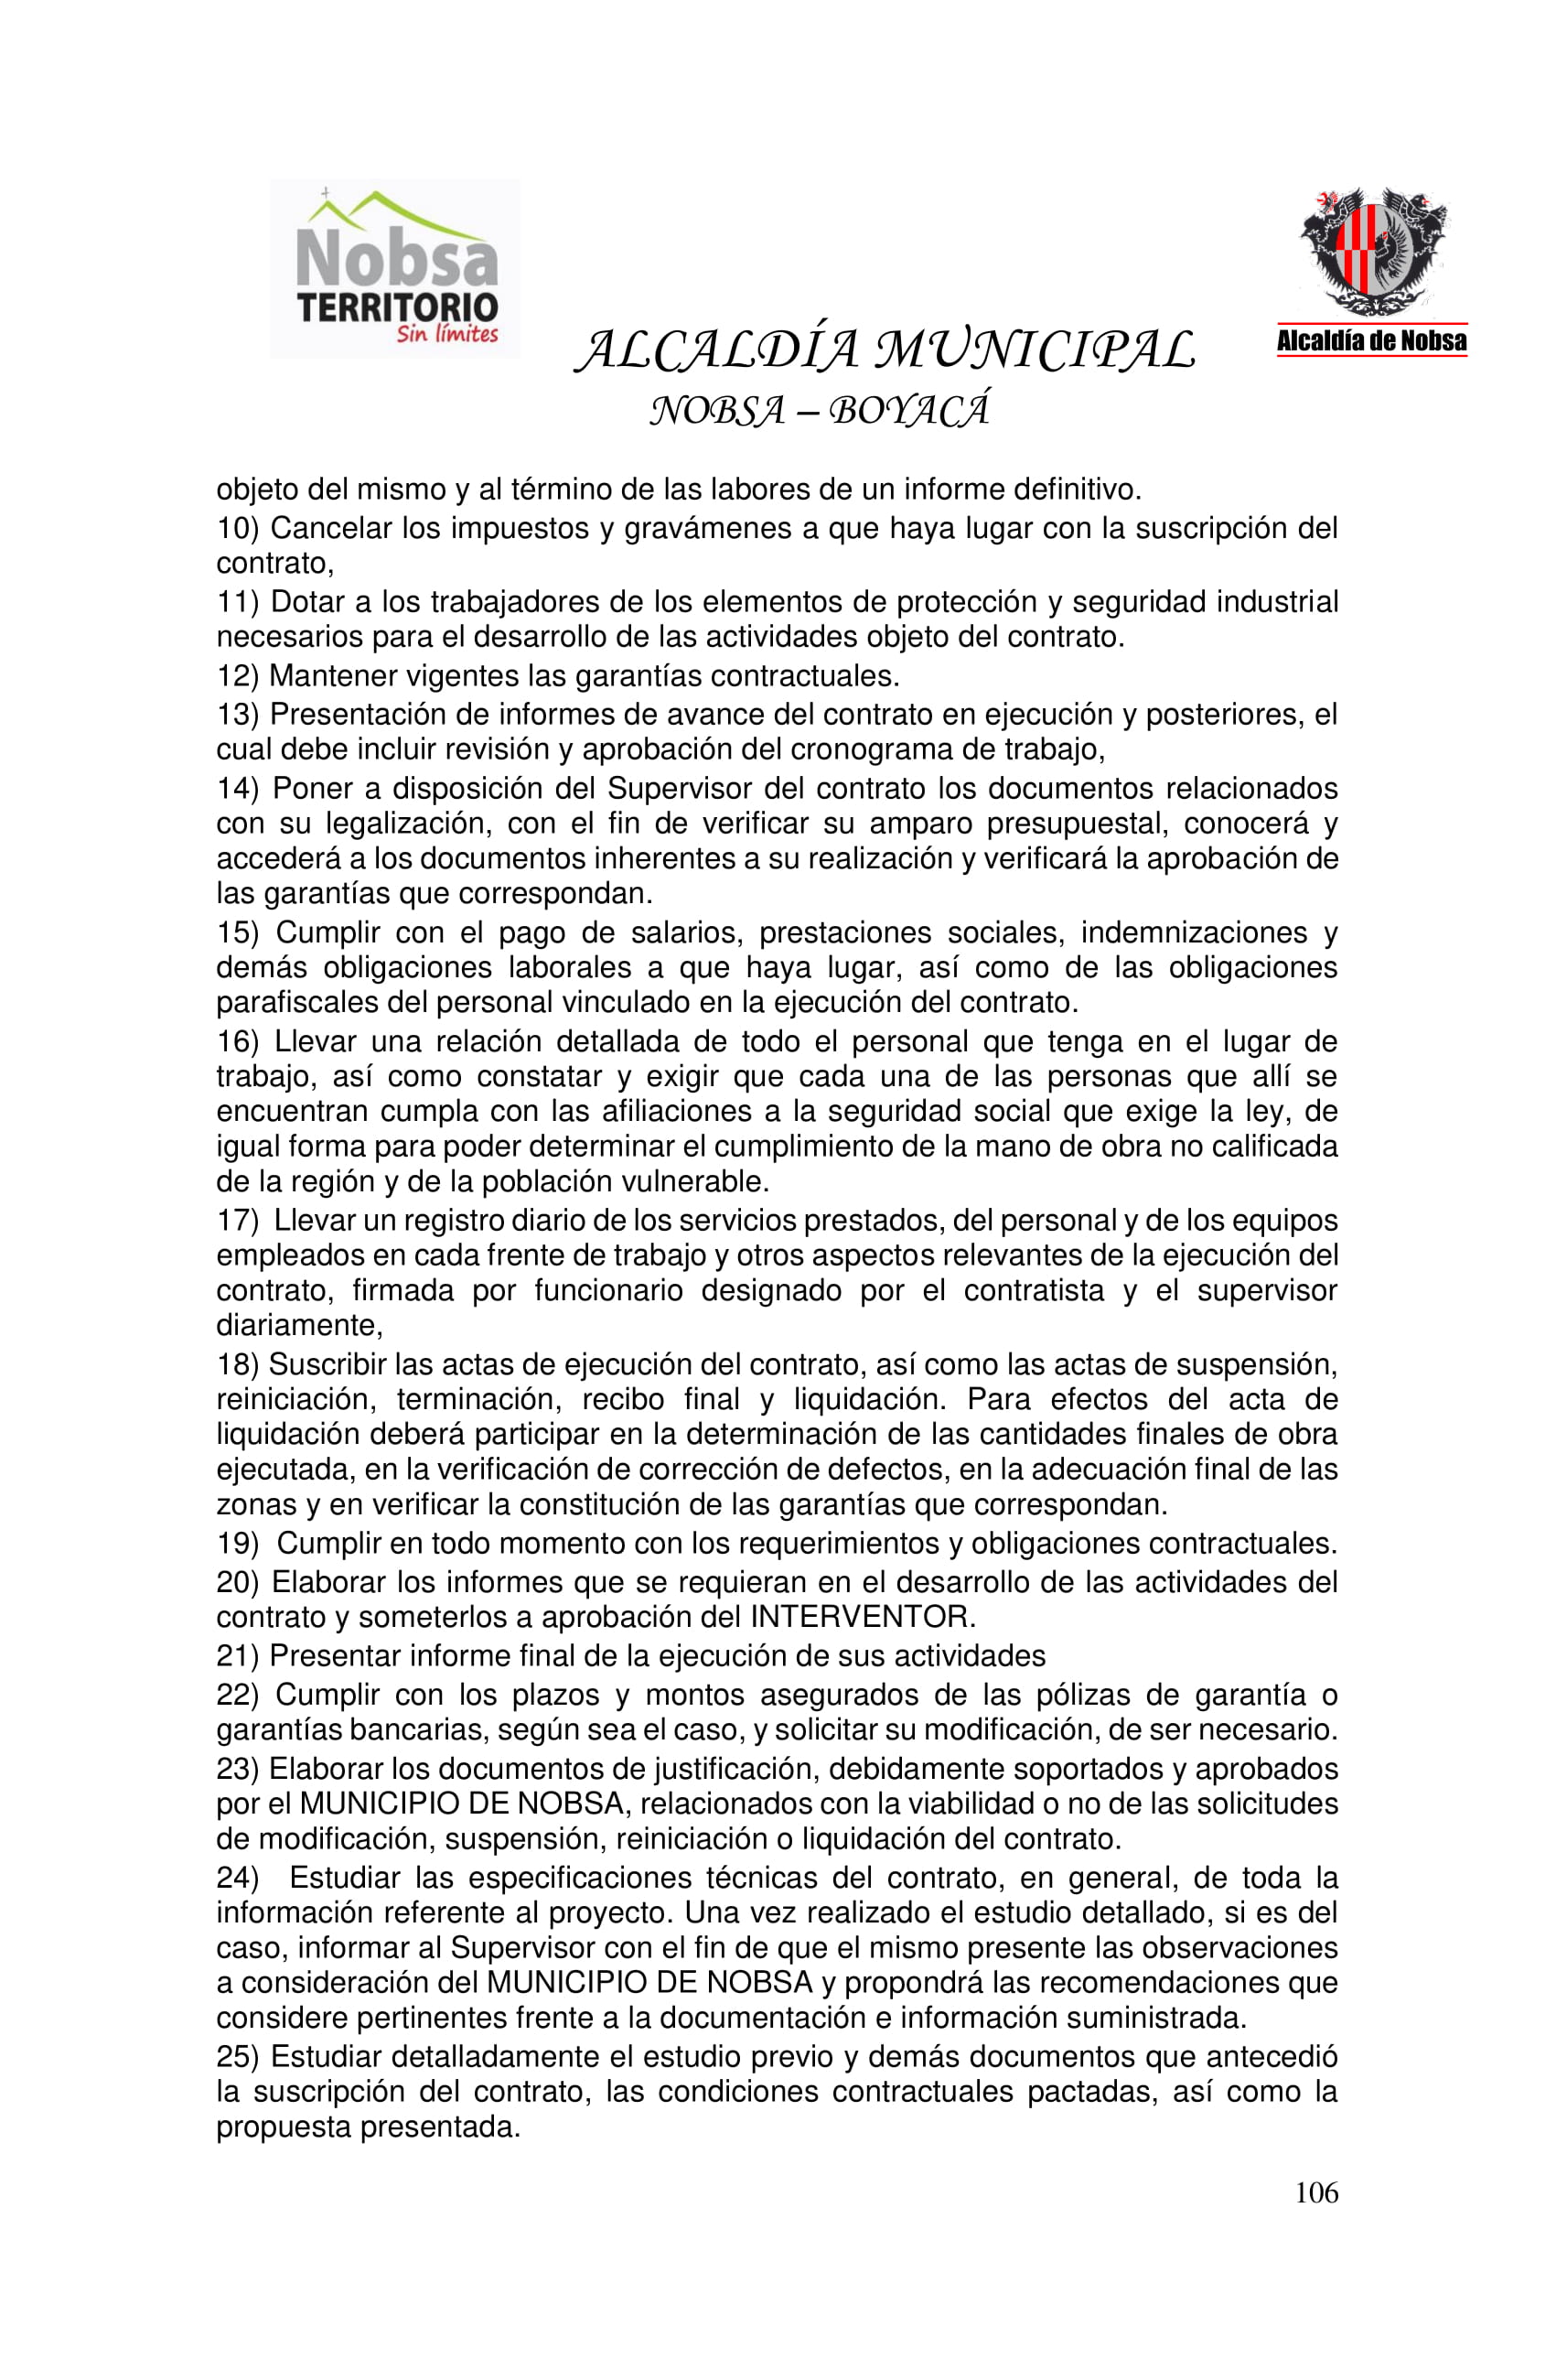 Nobsa
TERRITORIO
Sin límites
Alcaldía de Nobsa
ALCALDÍA MUNICIPAL
NOBSA – BOYACÁ
objeto del mismo y al término de las labores de un informe definitivo.
10) Cancelar los impuestos y gravámenes a que haya lugar con la suscripción del
contrato,
11) Dotar a los trabajadores de los elementos de protección y seguridad industrial
necesarios para el desarrollo de las actividades objeto del contrato.
12) Mantener vigentes las garantías contractuales.
13) Presentación de informes de avance del contrato en ejecución y posteriores, el
cual debe incluir revisión y aprobación del cronograma de trabajo,
14) Poner a disposición del Supervisor del contrato los documentos relacionados
con su legalización, con el fin de verificar su amparo presupuestal, conocerá y
accederá a los documentos inherentes a su realización y verificará la aprobación de
las garantías que correspondan.
15) Cumplir con el pago de salarios, prestaciones sociales, indemnizaciones y
demás obligaciones laborales a que haya lugar, así como de las obligaciones
parafiscales del personal vinculado en la ejecución del contrato.
16) Llevar una relación detallada de todo el personal que tenga en el lugar de
trabajo, así como constatar y exigir que cada una de las personas que allí se
encuentran cumpla con las afiliaciones a la seguridad social que exige la ley, de
igual forma para poder determinar el cumplimiento de la mano de obra no calificada
de la región y de la población vulnerable.
17) Llevar un registro diario de los servicios prestados, del personal y de los equipos
empleados en cada frente de trabajo y otros aspectos relevantes de la ejecución del
contrato, firmada por funcionario designado por el contratista y el supervisor
diariamente,
18) Suscribir las actas de ejecución del contrato, así como las actas de suspensión,
reiniciación, terminación, recibo final y liquidación. Para efectos del acta de
liquidación deberá participar en la determinación de las cantidades finales de obra
ejecutada, en la verificación de corrección de defectos, en la adecuación final de las
zonas y en verificar la constitución de las garantías que correspondan.
19) Cumplir en todo momento con los requerimientos y obligaciones contractuales.
20) Elaborar los informes que se requieran en el desarrollo de las actividades del
contrato y someterlos a aprobación del INTERVENTOR.
21) Presentar informe final de la ejecución de sus actividades
22) Cumplir con los plazos y montos asegurados de las pólizas de garantía o
garantías bancarias, según sea el caso, y solicitar su modificación, de ser necesario.
23) Elaborar los documentos de justificación, debidamente soportados y aprobados
por el MUNICIPIO DE NOBSA, relacionados con la viabilidad o no de las solicitudes
de modificación, suspensión, reiniciación o liquidación del contrato.
24) Estudiar las especificaciones técnicas del contrato, en general, de toda la
información referente al proyecto. Una vez realizado el estudio detallado, si es del
caso, informar al Supervisor con el fin de que el mismo presente las observaciones
a consideración del MUNICIPIO DE NOBSA y propondrá las recomendaciones que
considere pertinentes frente a la documentación e información suministrada.
25) Estudiar detalladamente el estudio previo y demás documentos que antecedió
la suscripción del contrato, las condiciones contractuales pactadas, así como la
propuesta presentada.
106